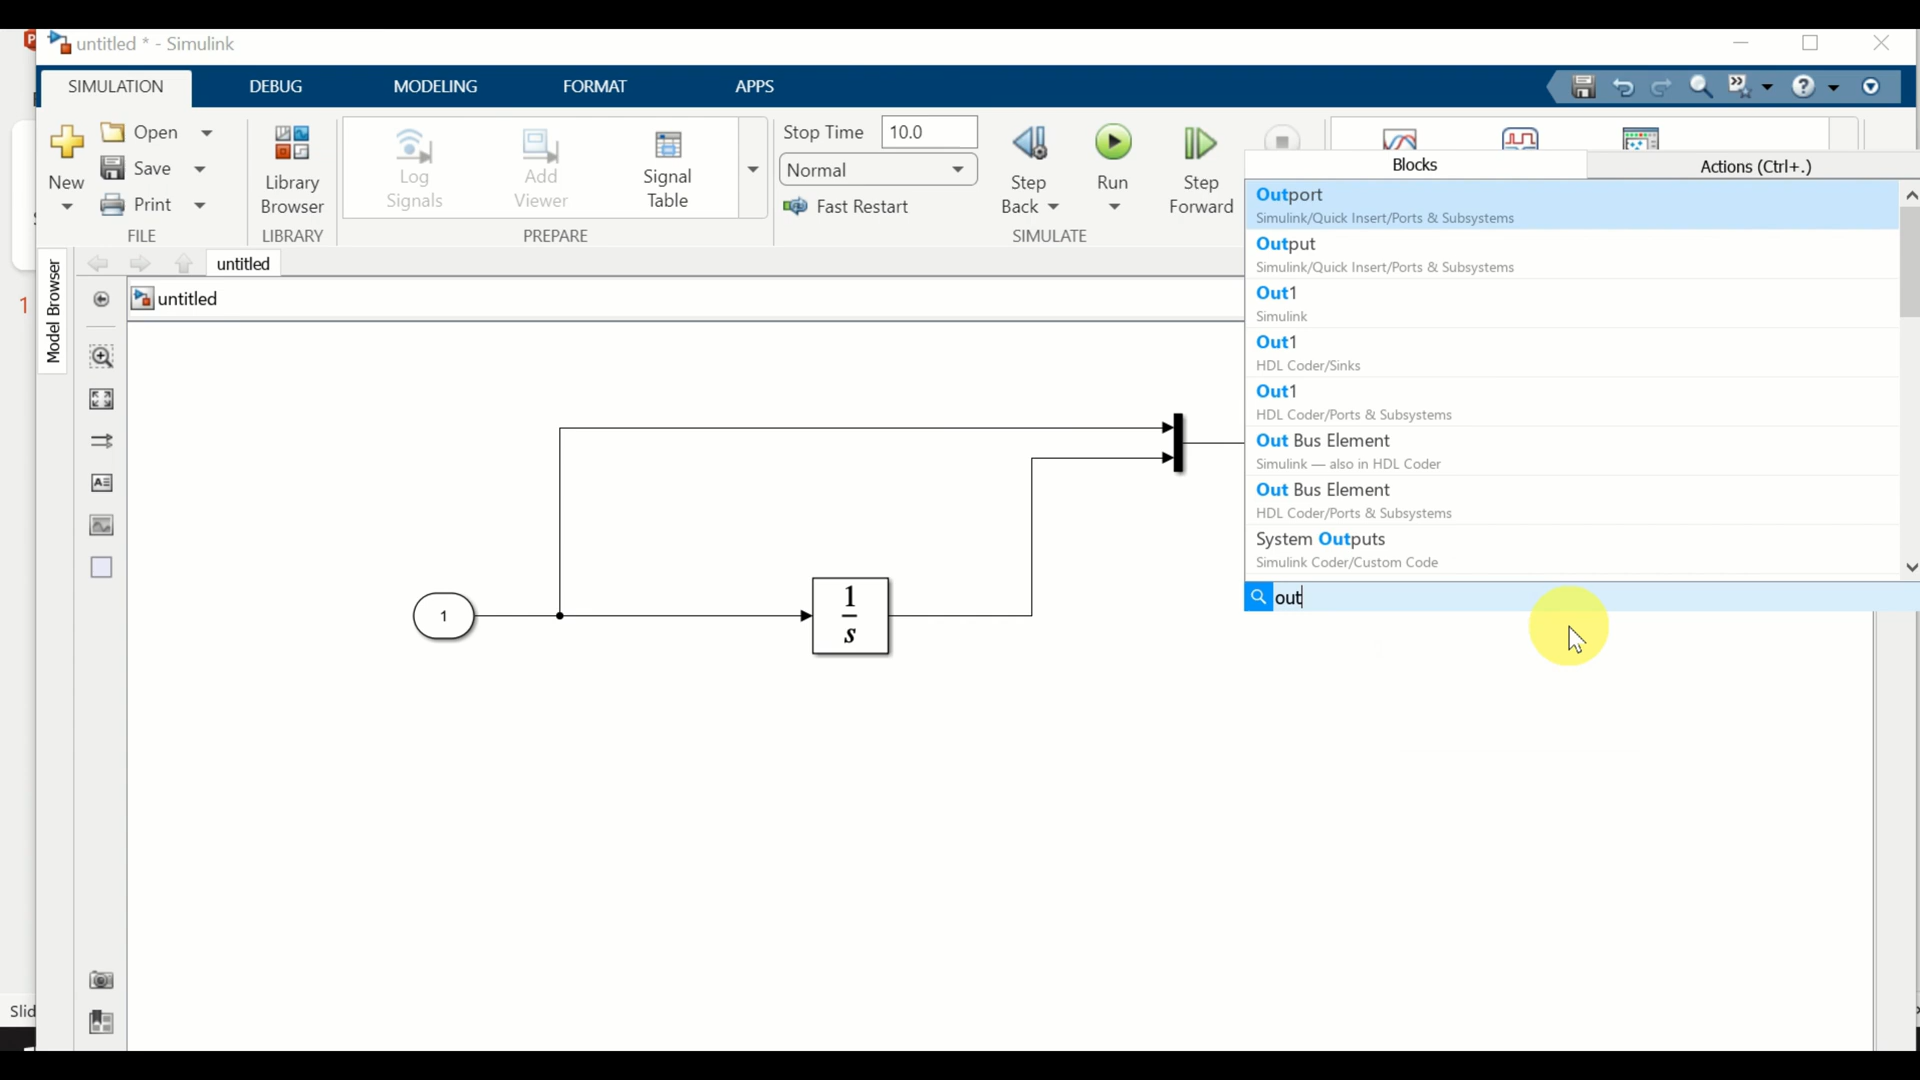 untitled * - Simulink
SIMULATION
DEBUG
MODELING
FORMAT
APPS
New
Open
Save
Print
FILE
Library
Browser
LIBRARY
Log
Signals
Add
Viewer
Signal
Table
PREPARE
Stop Time 10.0
Normal
Fast Restart
Step
Back
Run
Step
Forward
SIMULATE
Blocks
Actions (Ctrl+.)
Outport
Simulink/Quick Insert/Ports & Subsystems
Output
Simulink/Quick Insert/Ports & Subsystems
Out1
Simulink
Out1
HDL Coder/Sinks
Out1
HDL Coder/Ports & Subsystems
Out Bus Element
Simulink — also in HDL Coder
Out Bus Element
HDL Coder/Ports & Subsystems
System Outputs
Simulink Coder/Custom Code
out
untitled
untitled
Model Browser
1
1
1
s
Slid